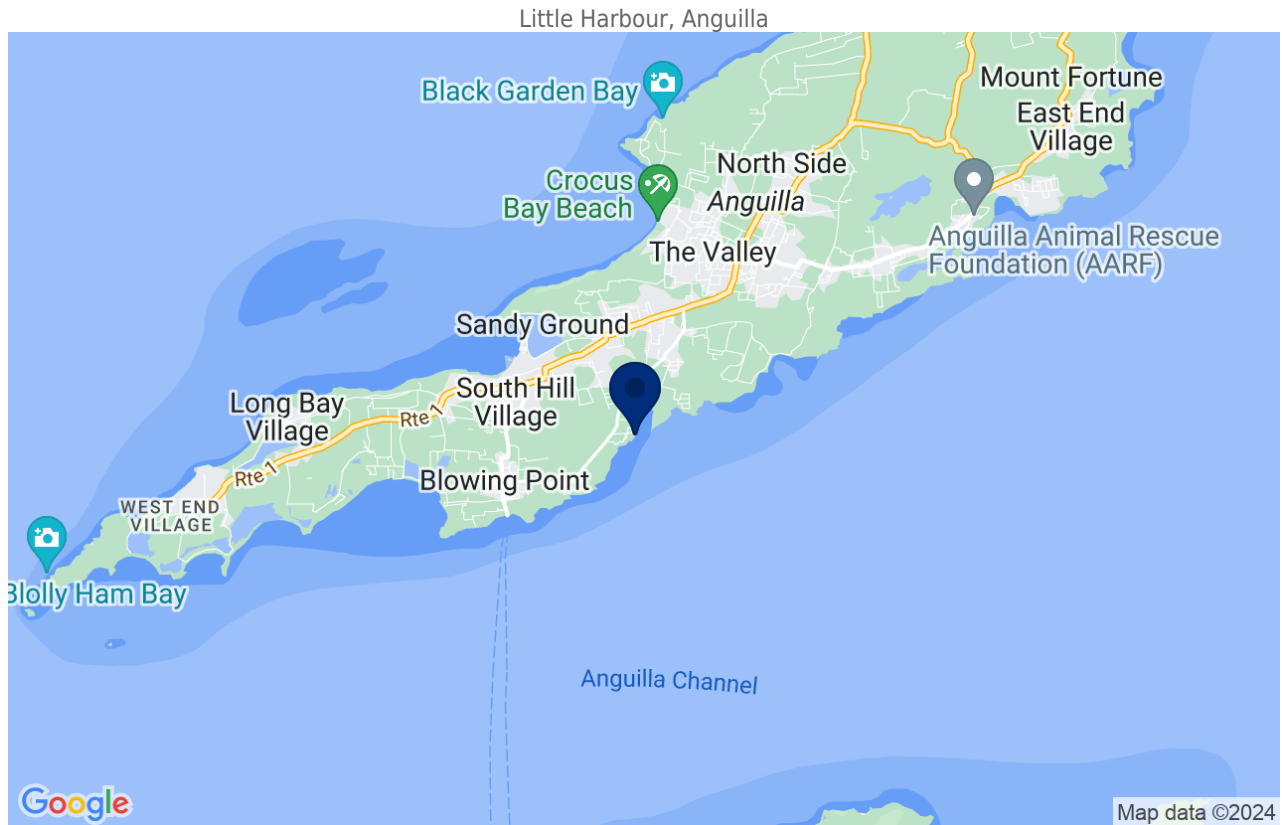 Little Harbour, Anguilla
Mount Fortune
Black Garden Bay
East End
Village
North Side
Crocus
Bay Beach
Anguilla
The Valley
Anguilla Animal Rescue
Foundation (AARF)
Sandy Ground
South Hill
Village
Long Bay
Village
Rte 1
Rte 1
Blowing Point
WEST END
VILLAGE
Blolly Ham Bay
Anguilla Channel
Google
Map data ©2024